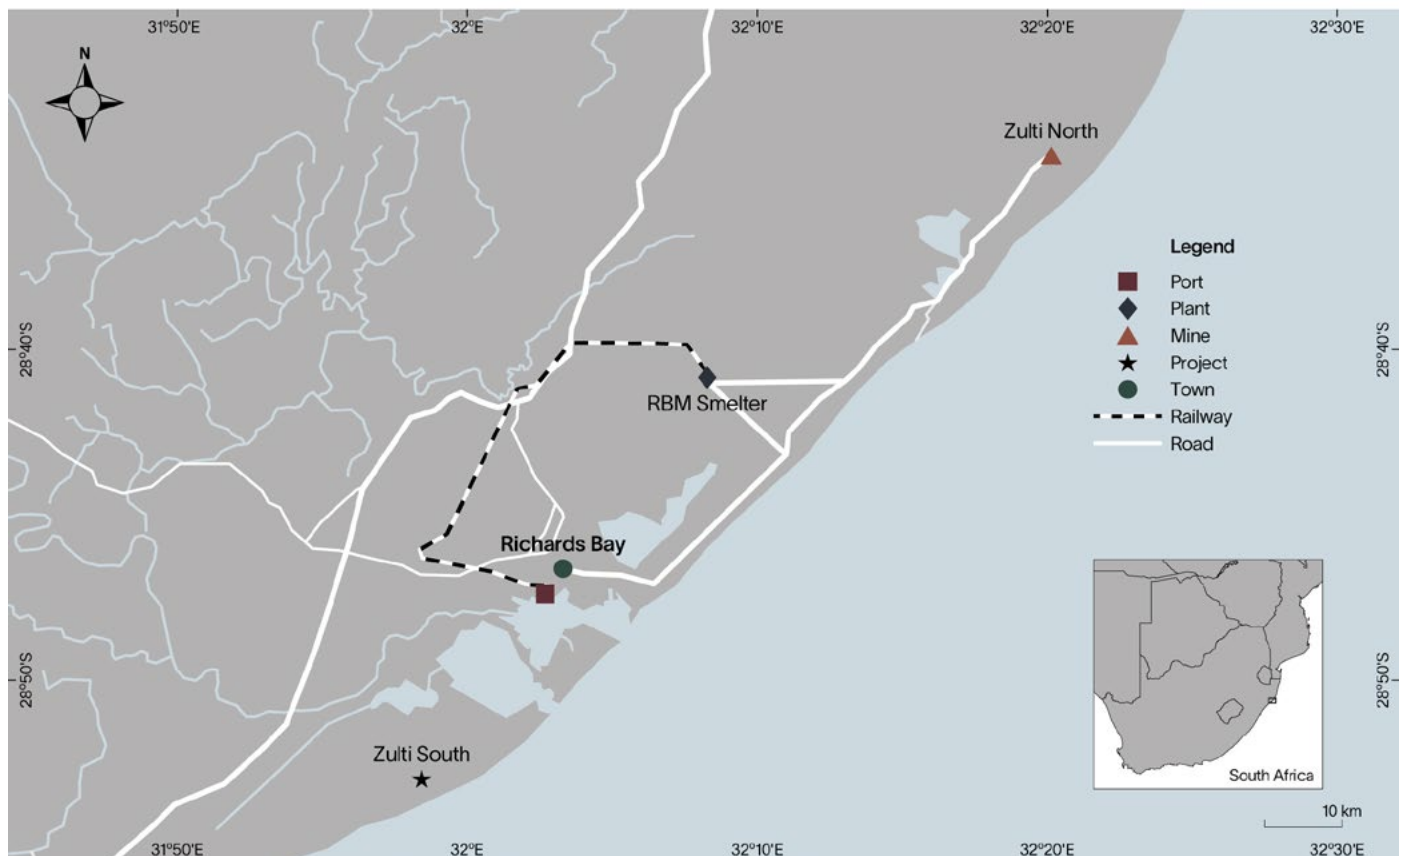 31°50'E
32°E
32°10'E
32°20'E
32°30'E
N
Zulti North
Legend
Port
Plant
Mine
Project
Town
Railway
Road
28°40'S
28°40'S
RBM Smelter
Richards Bay
28°50'S
28°50'S
Zulti South
South Africa
10 km
31°50'E
32°E
32°10'E
32°20'E
32°30'E